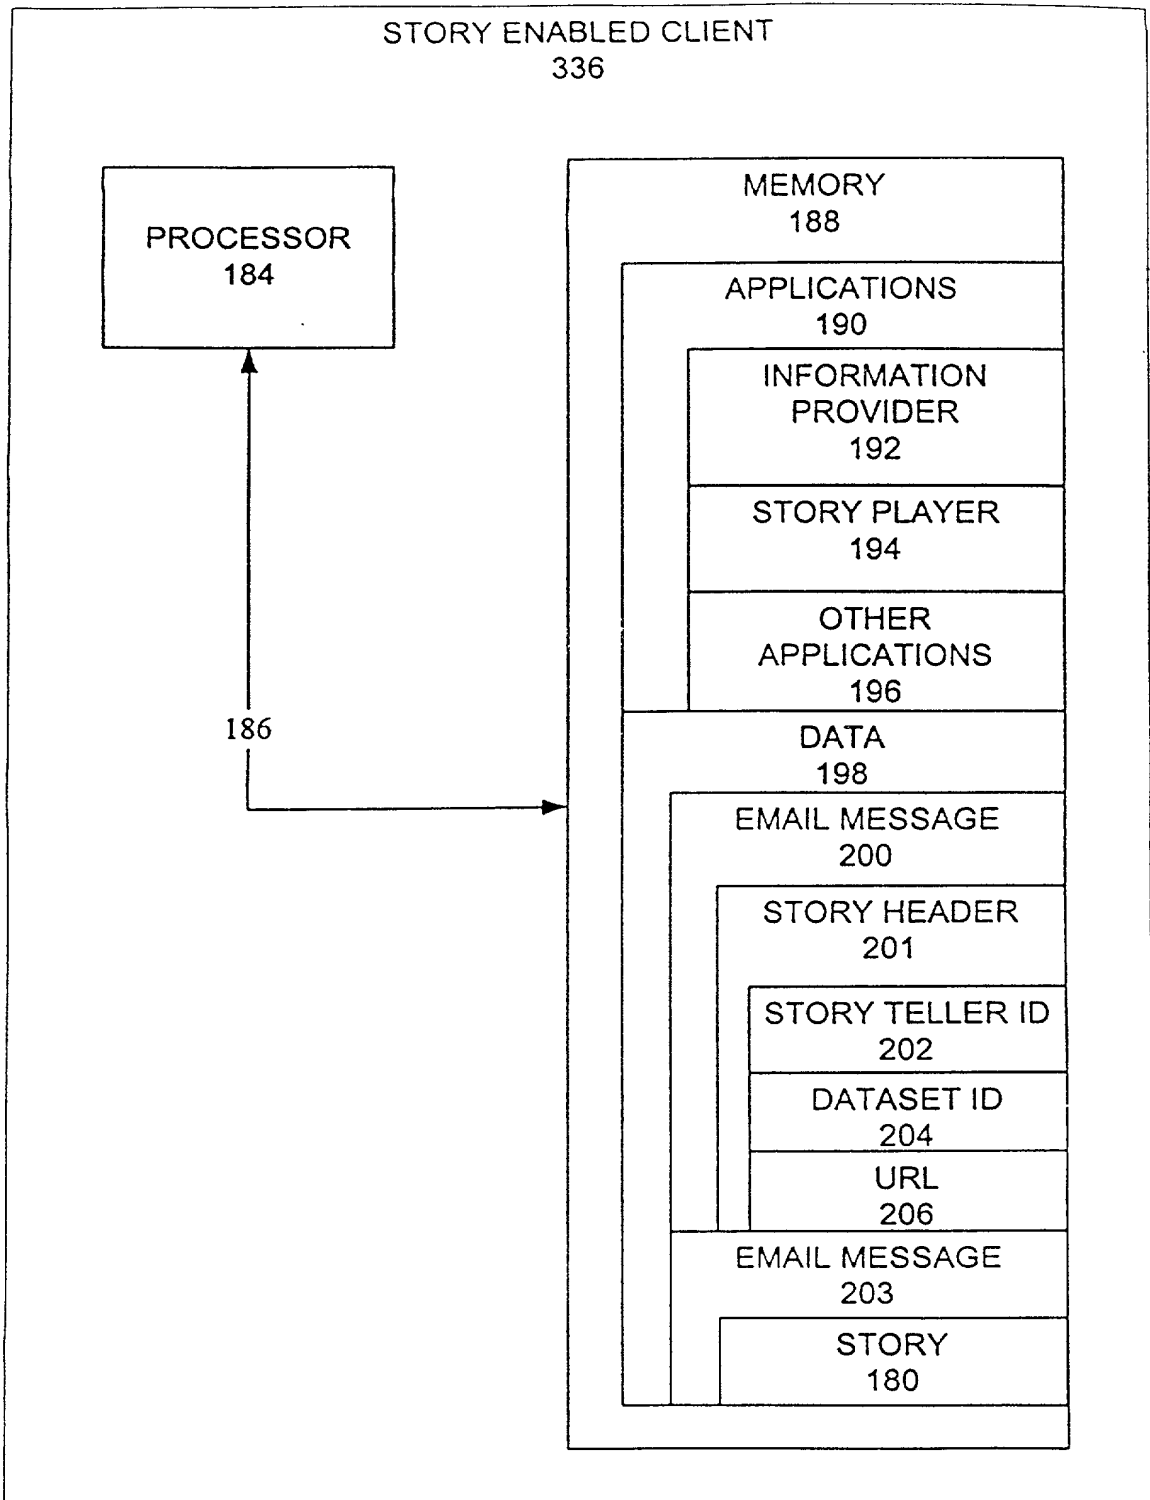 STORY ENABLED CLIENT
336
PROCESSOR
184
186
MEMORY
188
APPLICATIONS
190
INFORMATION
PROVIDER
192
STORY PLAYER
194
OTHER
APPLICATIONS
196
DATA
198
EMAIL MESSAGE
200
STORY HEADER
201
STORY TELLER ID
202
DATASET ID
204
URL
206
EMAIL MESSAGE
203
STORY
180